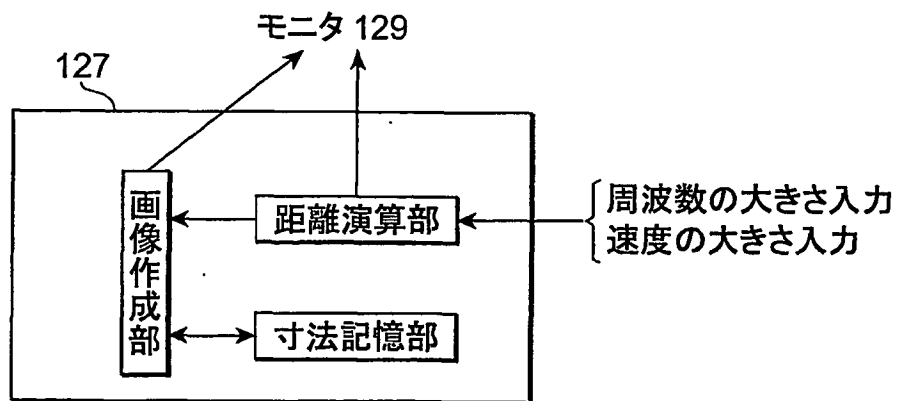 モニタ 129
127
画像作成部
距離演算部
周波数の大きさ入力
速度の大きさ入力
寸法記憶部